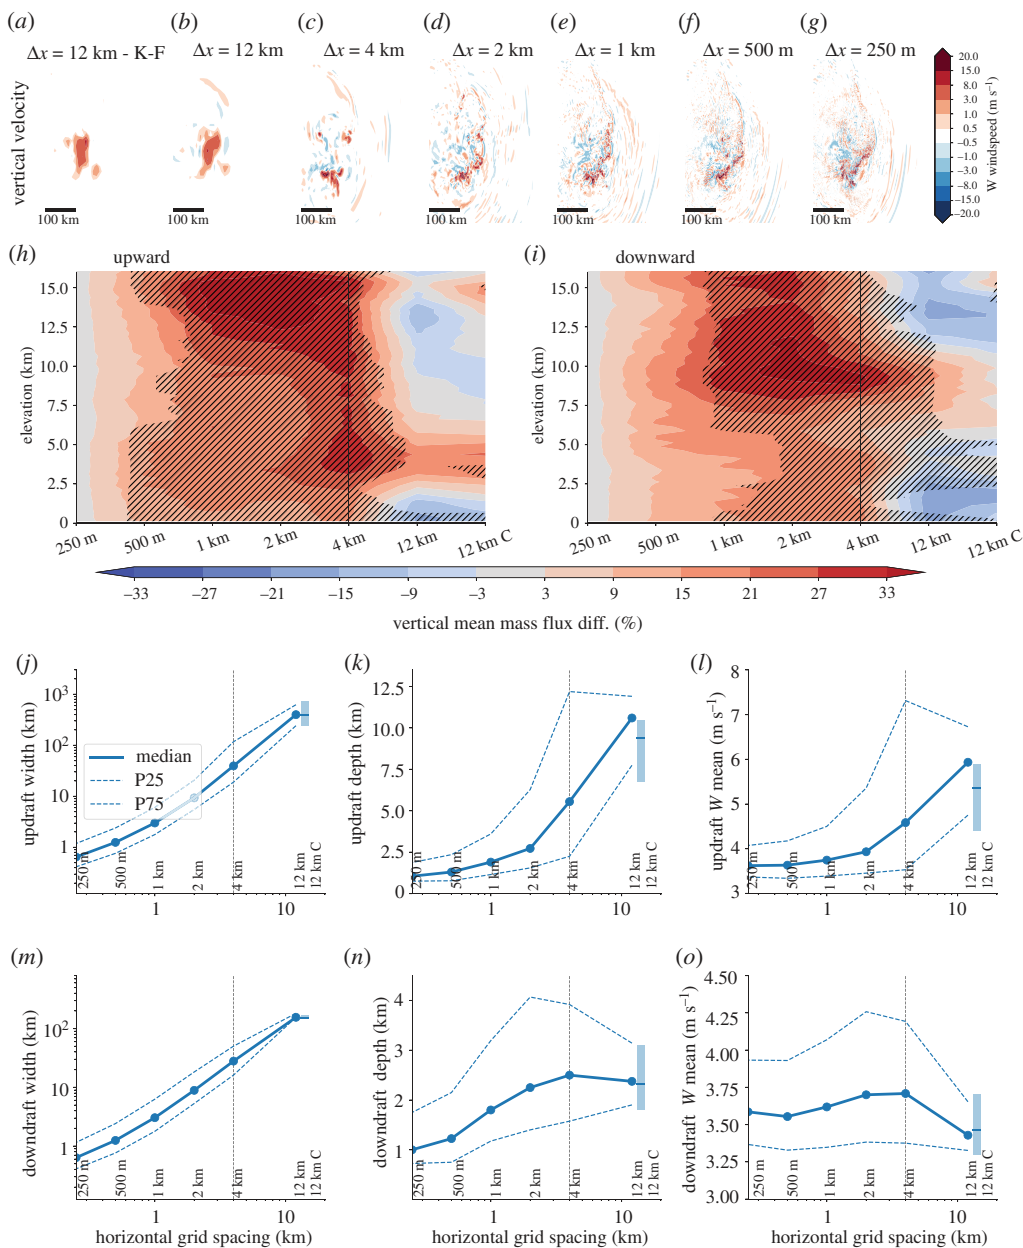 (a) (b) (c) (d) (e) (f) (g)
Δx = 12 km - K-F Δx = 12 km Δx = 4 km Δx = 2 km Δx = 1 km Δx = 500 m Δx = 250 m
vertical velocity
100 km 100 km 100 km 100 km 100 km 100 km 100 km
20.0
15.0
8.0
3.0
1.0
0.5
−0.5
−1.0
−3.0
−8.0
−15.0
−20.0
W windspeed (m s−1)
(h) upward
elevation (km)
15.0
12.5
10.0
7.5
5.0
2.5
0
250 m 500 m 1 km 2 km 4 km 12 km 12 km C
(i) downward
elevation (km)
15.0
12.5
10.0
7.5
5.0
2.5
0
250 m 500 m 1 km 2 km 4 km 12 km 12 km C
−33 −27 −21 −15 −9 −3 3 9 15 21 27 33
vertical mean mass flux diff. (%)
(j)
updraft width (km)
10³
10²
10
1
median
P25
P75
250 m 500 m 1 km 2 km 4 km 12 km 12 km C
1 10
(k)
updraft depth (km)
12.5
10.0
7.5
5.0
2.5
0
250 m 500 m 1 km 2 km 4 km 12 km 12 km C
1 10
(l)
updraft W mean (m s−1)
8
7
6
5
4
3
250 m 500 m 1 km 2 km 4 km 12 km 12 km C
1 10
(m)
downdraft width (km)
10²
10
1
250 m 500 m 1 km 2 km 4 km 12 km 12 km C
1 10
horizontal grid spacing (km)
(n)
downdraft depth (km)
4
3
2
1
250 m 500 m 1 km 2 km 4 km 12 km 12 km C
1 10
horizontal grid spacing (km)
(o)
downdraft W mean (m s−1)
4.50
4.25
4.00
3.75
3.50
3.25
3.00
250 m 500 m 1 km 2 km 4 km 12 km 12 km C
1 10
horizontal grid spacing (km)